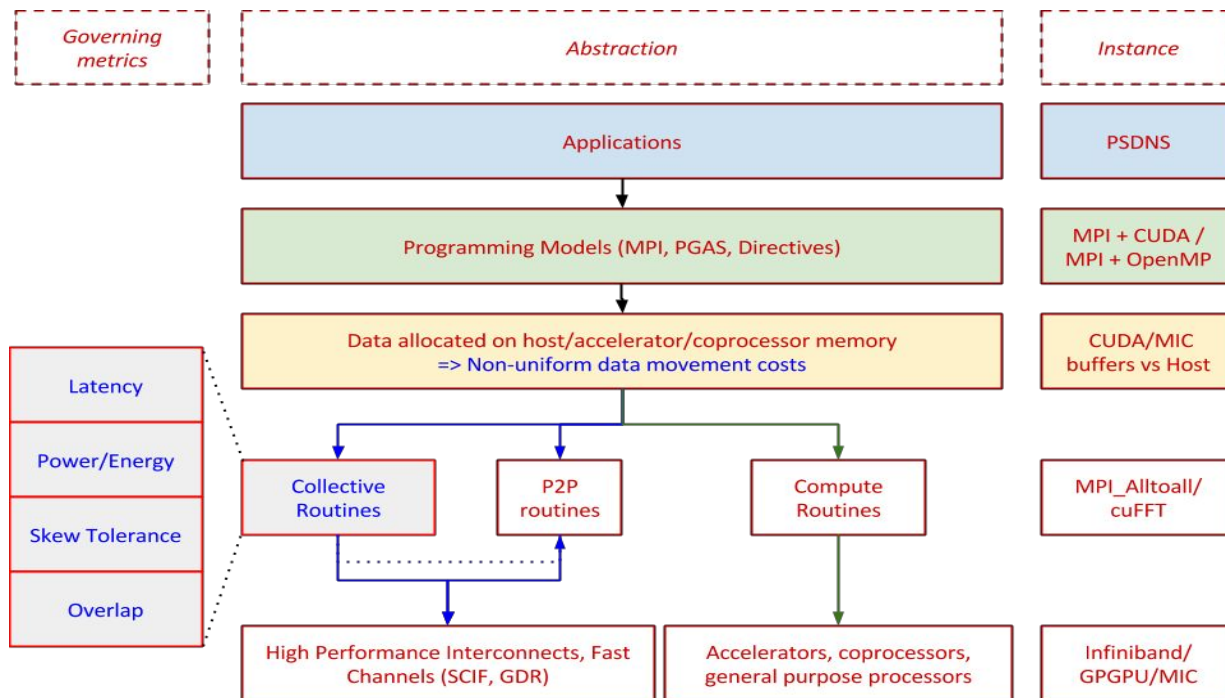 Governing
metrics
Abstraction
Instance
Applications
PSDNS
Programming Models (MPI, PGAS, Directives)
MPI + CUDA /
MPI + OpenMP
Data allocated on host/accelerator/coprocessor memory
=> Non-uniform data movement costs
CUDA/MIC
buffers vs Host
Latency
Power/Energy
Skew Tolerance
Overlap
Collective
Routines
P2P
routines
Compute
Routines
MPI_Alltoall/
cuFFT
High Performance Interconnects, Fast
Channels (SCIF, GDR)
Accelerators, coprocessors,
general purpose processors
Infiniband/
GPGPU/MIC